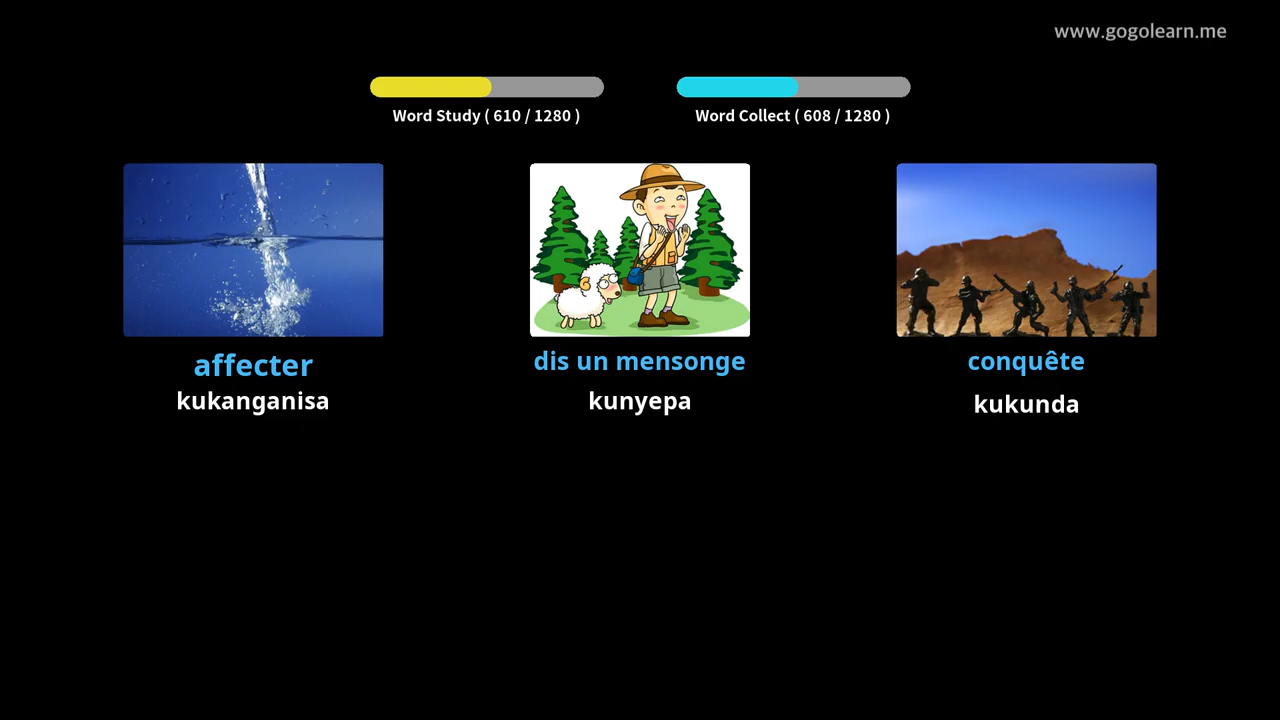 www.gogolearn.me
Word Study ( 610 / 1280 )
Word Collect ( 608 / 1280 )
affecter
dis un mensonge
conquête
kukanganisa
kunyepa
kukunda